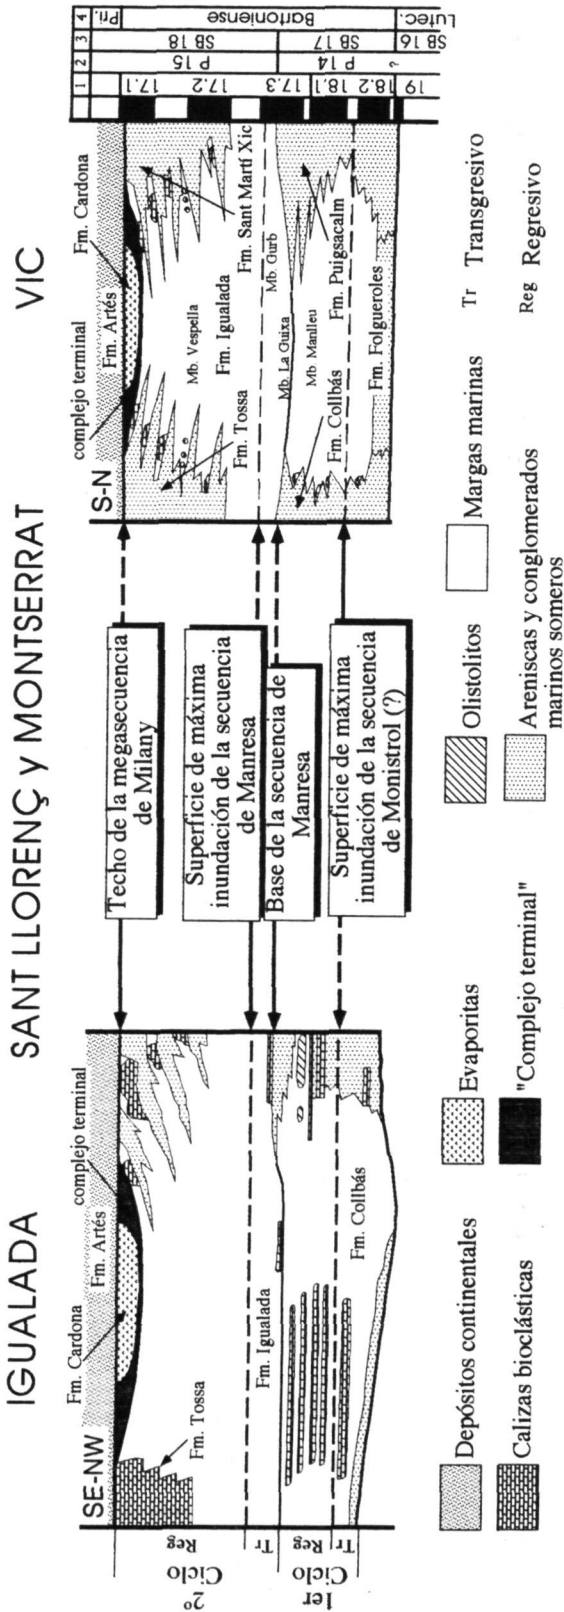 IGUALADA
SANT LLORENÇ y MONTSERRAT
VIC
SE-NW
Fm. Cardona
Fm. Artés
complejo terminal
Fm. Tossa
Fm. Igualada
Fm. Collbás
2º
Ciclo
Reg
Tr
1er
Ciclo
Reg
Tr
Techo de la megasecuencia
de Milany
Superficie de máxima
inundación de la secuencia
de Manresa
Base de la secuencia de
Manresa
Superficie de máxima
inundación de la secuencia
de Monistrol (?)
S-N
complejo terminal
Fm. Artés
Fm. Cardona
Fm. Tossa
Mb. Vespella
Fm. Igualada
Fm. Sant Martí Xic
Mb. Gurb
Mb. La Guixa
Mb. Manlleu
Fm. Collbás
Fm. Puigsacalm
Fm. Folgueroles
1
2
3
4
17.1
17.2
17.3
18.1
18.2
19
P 15
P 14
?
SB 18
SB 17
SB 16
Pri.
Bartoniense
Lutec.
Depósitos continentales
Evaporitas
Olistolitos
Margas marinas
Tr Transgresivo
Calizas bioclásticas
"Complejo terminal"
Areniscas y conglomerados
marinos someros
Reg Regresivo